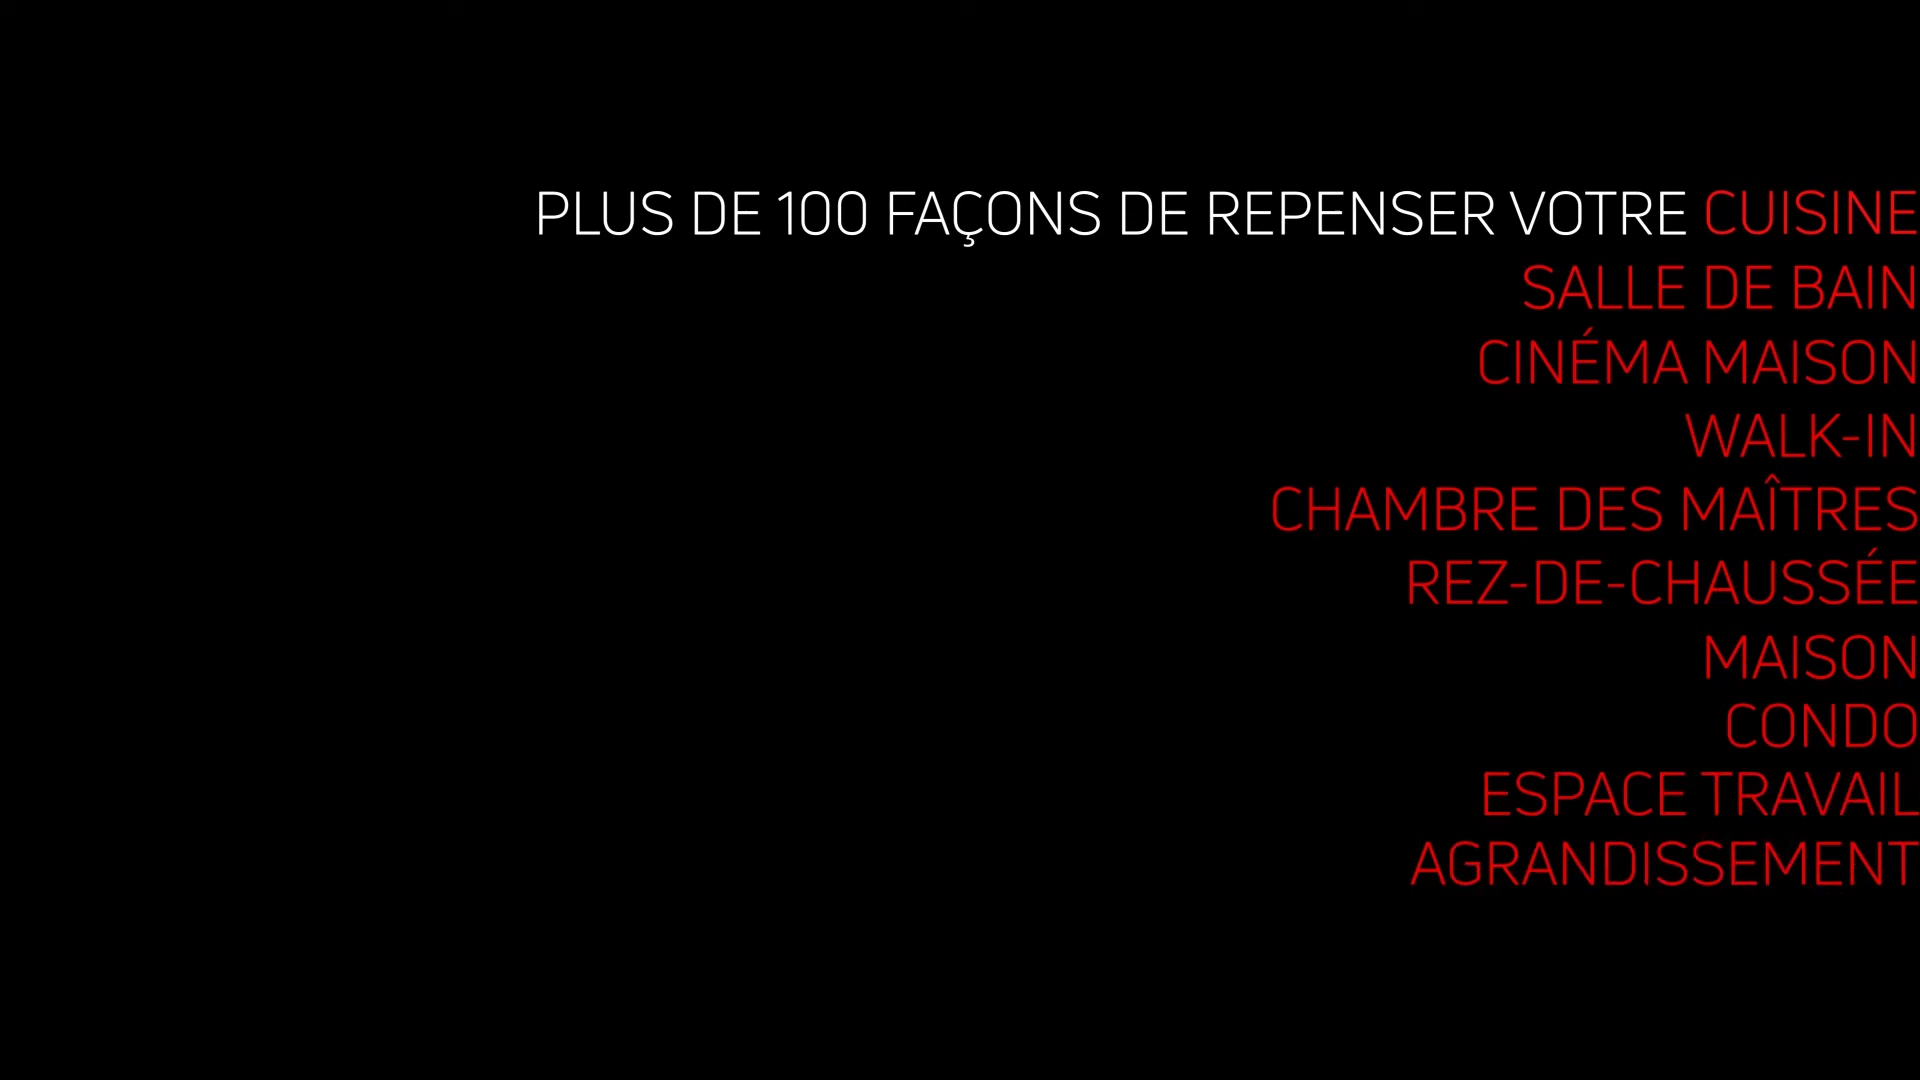 PLUS DE 100 FAÇONS DE REPENSER VOTRE CUISINE
SALLE DE BAIN
CINÉMA MAISON
WALK-IN
CHAMBRE DES MAÎTRES
REZ-DE-CHAUSSÉE
MAISON
CONDO
ESPACE TRAVAIL
AGRANDISSEMENT